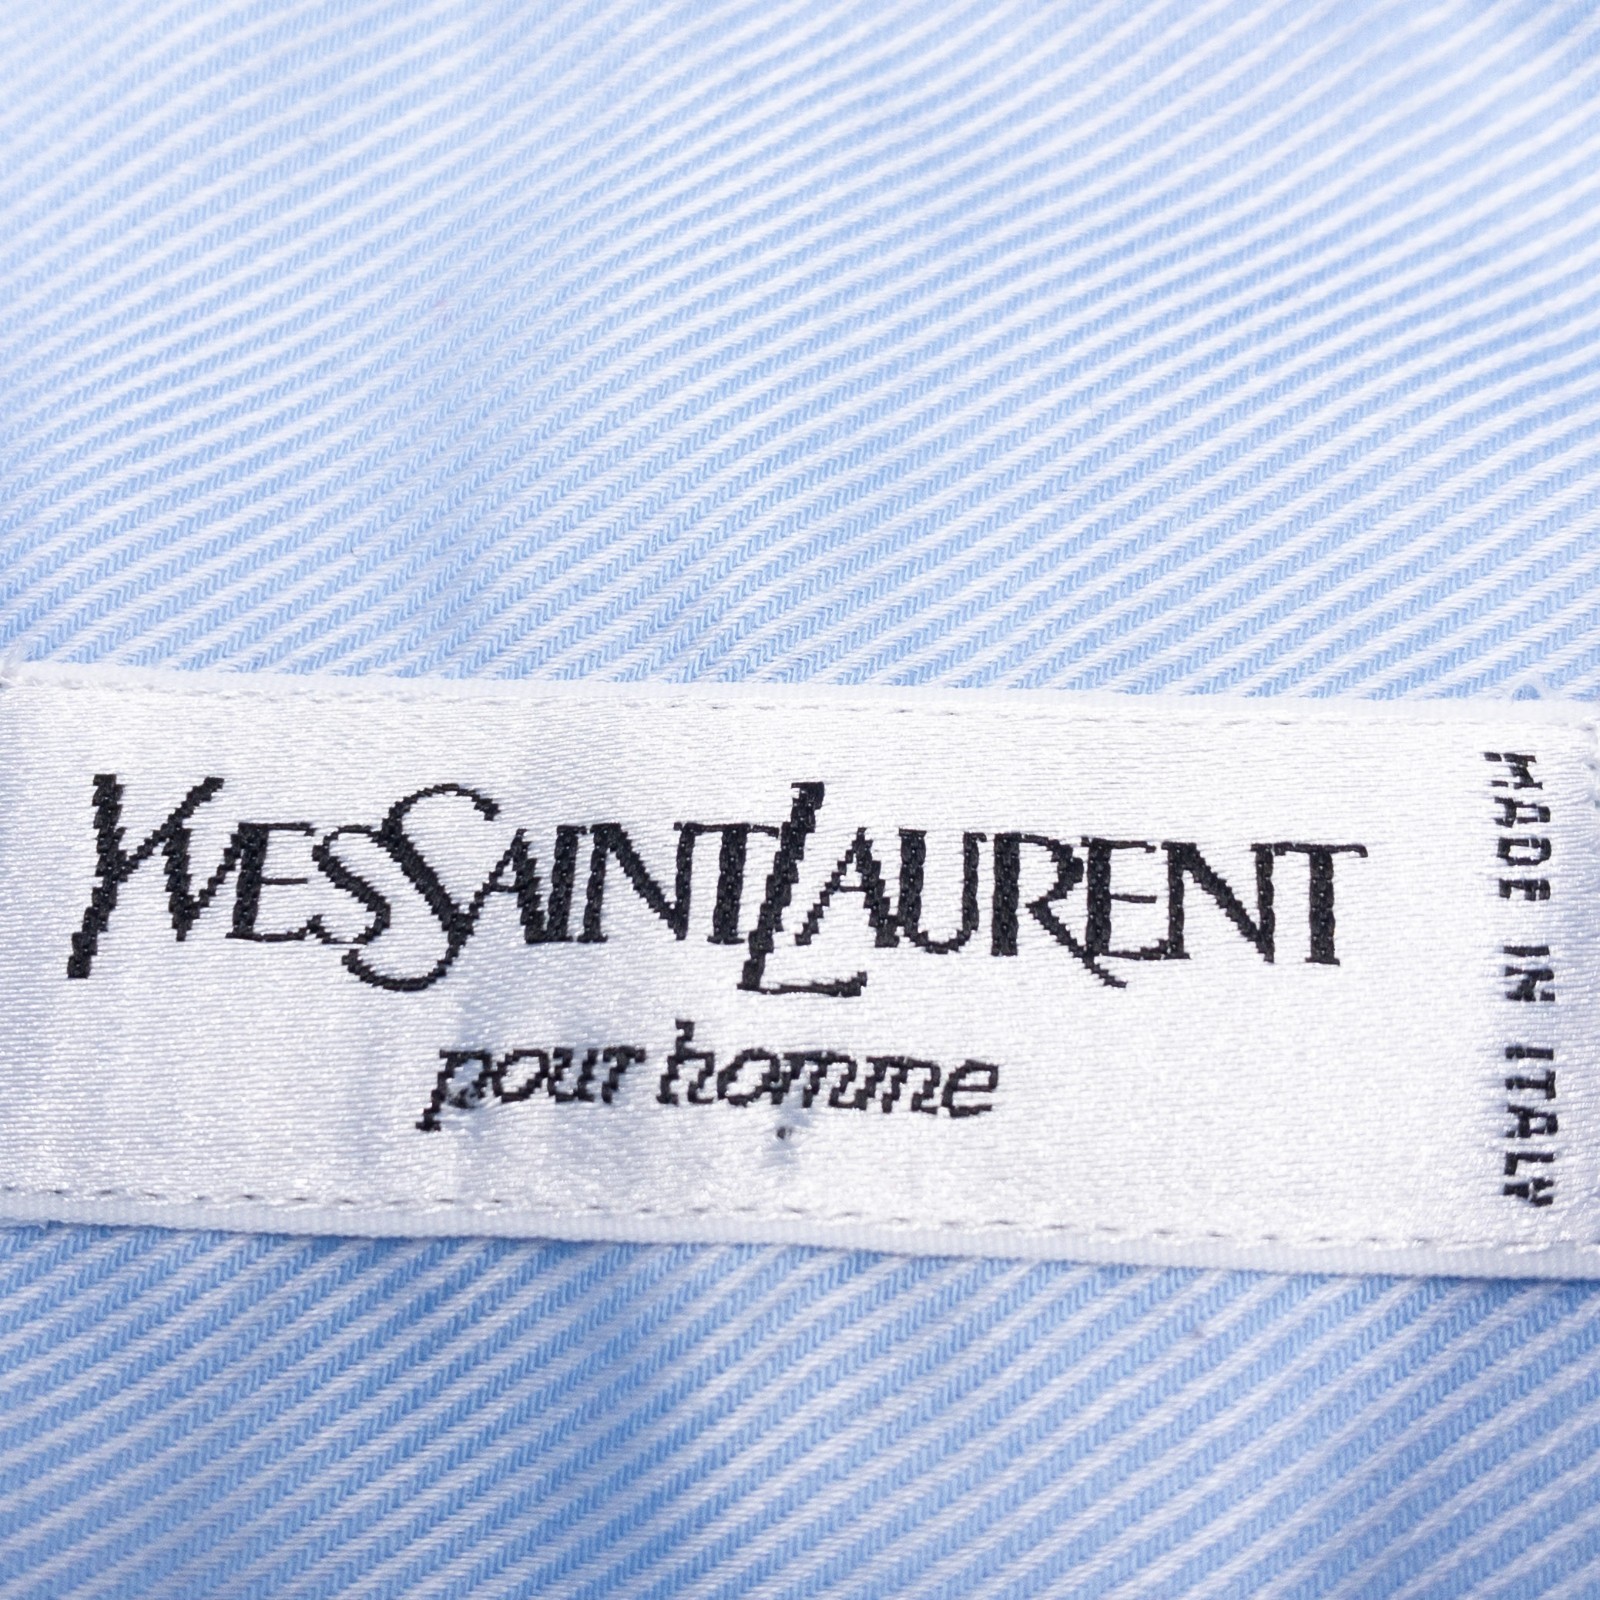 YVESSAINTLAURENT
pour homme
MADE IN ITALY